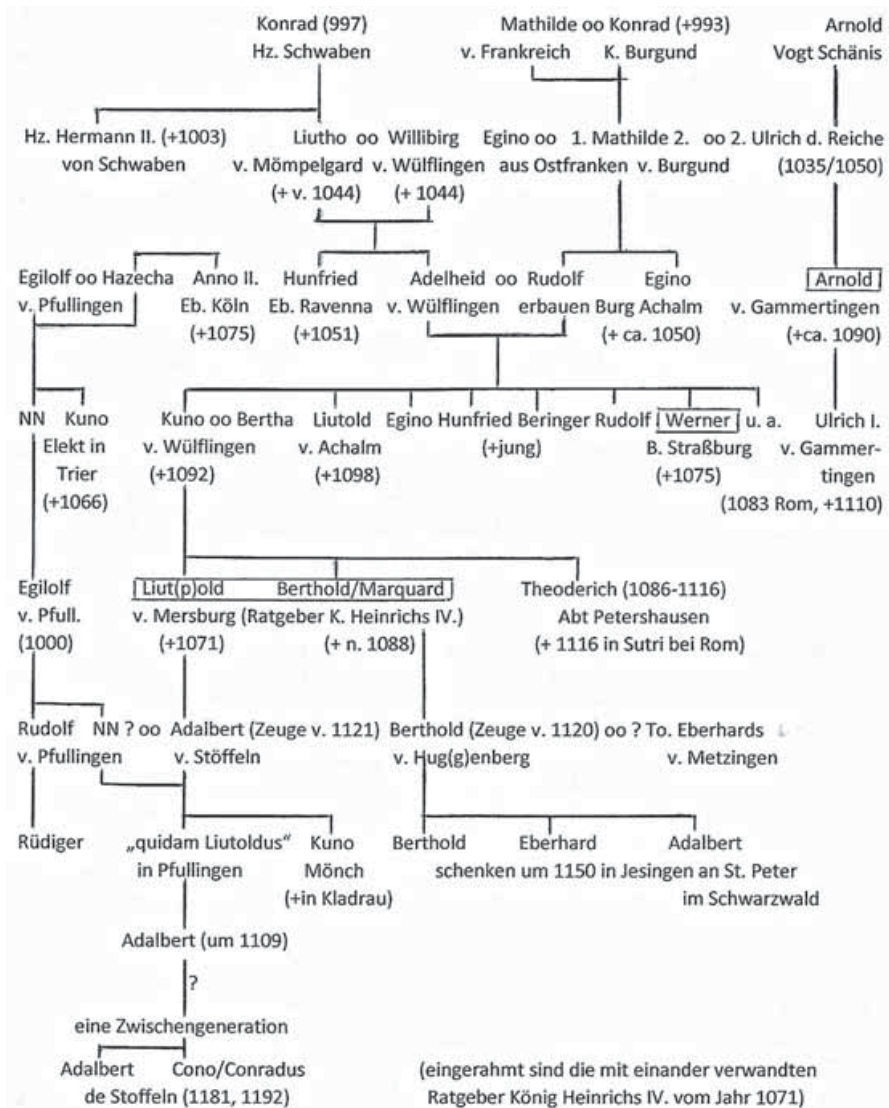 Konrad (997) Mathilde oo Konrad (+993) Arnold
Hz. Schwaben v. Frankreich K. Burgund Vogt Schänis
Hz. Hermann II. (+1003) Liutho oo Willibirg Egino oo 1. Mathilde 2. oo 2. Ulrich d. Reiche
von Schwaben v. Mömpelgard v. Wülflingen aus Ostfranken v. Burgund (1035/1050)
(+ v. 1044) (+ 1044)
Egilolf oo Hazecha Anno II. Hunfried Adelheid oo Rudolf Egino Arnold
v. Pfullingen Eb. Köln Eb. Ravenna v. Wülflingen erbauen Burg Achalm v. Gammertingen
(+1075) (+1051) (+ ca. 1050) (+ca. 1090)
NN Kuno Kuno oo Bertha Liutold Egino Hunfried Beringer Rudolf Werner u. a. Ulrich I.
Elekt in v. Wülflingen v. Achalm (+jung) B. Straßburg v. Gammer-
Trier (+1092) (+1098) (+1075) tingen
(+1066) (1083 Rom, +1110)
Egilolf Liut(p)old Berthold/Marquard Theoderich (1086-1116)
v. Pfull. v. Mersburg (Ratgeber K. Heinrichs IV.) Abt Petershausen
(1000) (+1071) (+ n. 1088) (+ 1116 in Sutri bei Rom)
Rudolf NN ? oo Adalbert (Zeuge v. 1121) Berthold (Zeuge v. 1120) oo ? To. Eberhards
v. Pfullingen v. Stöffeln v. Hug(g)enberg v. Metzingen
Rüdiger „quidam Liutoldus“ Kuno Berthold Eberhard Adalbert
in Pfullingen Mönch schenken um 1150 in Jesingen an St. Peter
(+in Kladrau) im Schwarzwald
Adalbert (um 1109)
?
eine Zwischengeneration
Adalbert Cono/Conradus (eingerahmt sind die mit einander verwandten
de Stoffeln (1181, 1192) Ratgeber König Heinrichs IV. vom Jahr 1071)